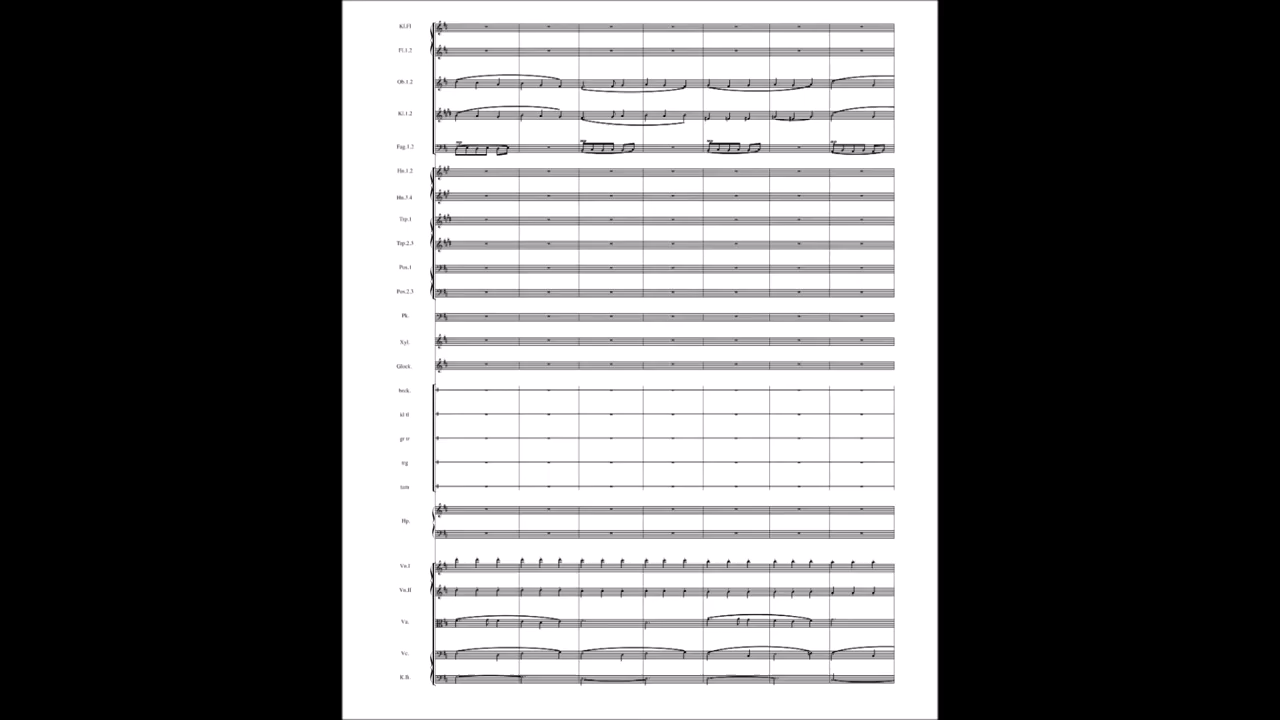 Kl.Fl
Fl.1.2
Ob.1.2
Kl.1.2
Fag.1.2
Hn.1.2
Hn.3.4
Trp.1
Trp.2.3
Pos.1
Pos.2.3
Pk.
Xyl.
Glock.
beck.
kl tl
gr tr
trg
tam
Hp.
Vn.I
Vn.II
Va.
Vc.
K.B.